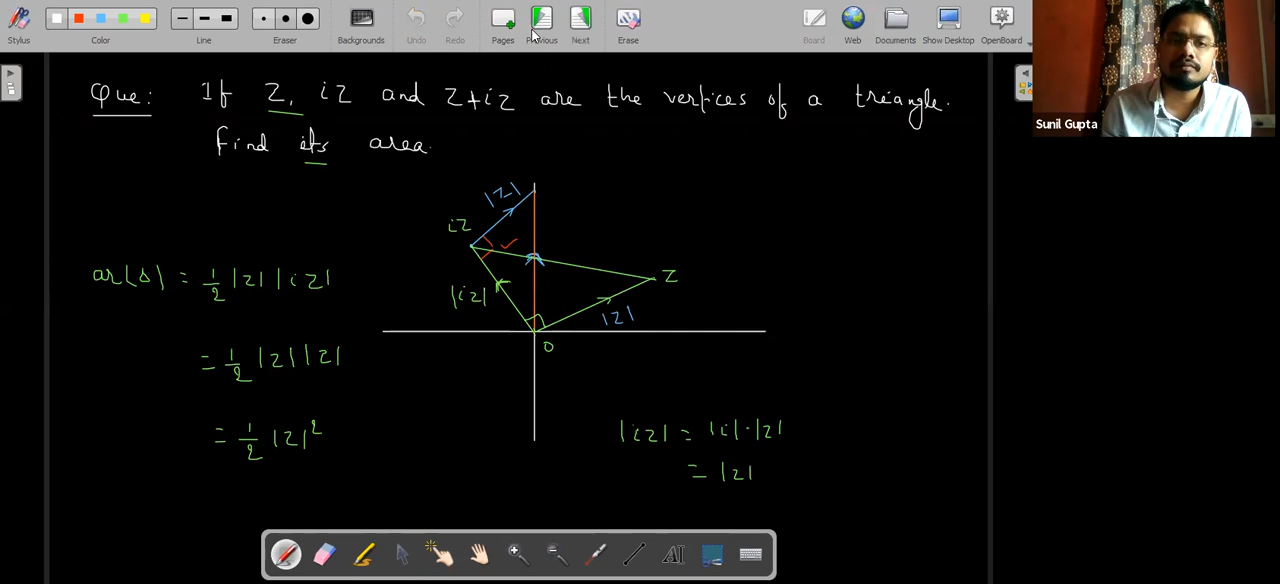 Stylus
Color
Line
Eraser
Backgrounds
Undo
Redo
Pages
Previous
Next
Erase
Board
Web
Documents
Show Desktop
OpenBoard
Sunil Gupta
Que: If Z, iz and Z+iz are the vertices of a triangle.
find its area.
|z|
iz
z
|iz|
|z|
O
ar(Δ) = 1/2 |z| |iz|
= 1/2 |z| |z|
= 1/2 |z|²
|iz| = |i|·|z|
= |z|
AI